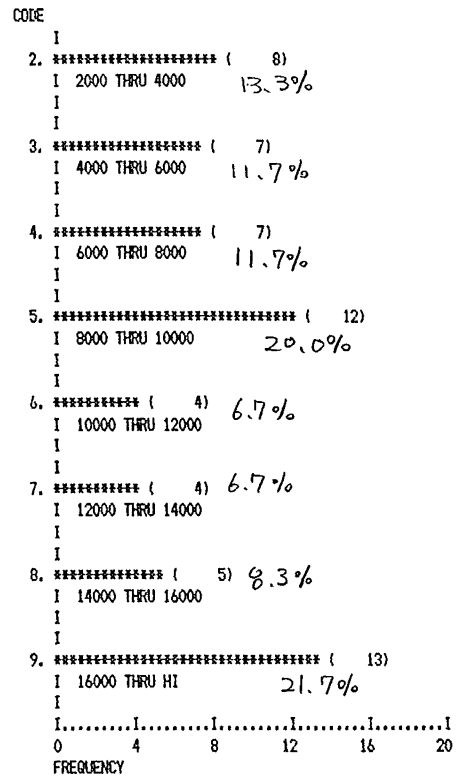 CODE
I
2. ******************** ( 8)
I 2000 THRU 4000 13.3%
I
I
3. ****************** ( 7)
I 4000 THRU 6000 11.7%
I
I
4. ****************** ( 7)
I 6000 THRU 8000 11.7%
I
I
5. ****************************** ( 12)
I 8000 THRU 10000 20.0%
I
I
6. *********** ( 4) 6.7%
I 10000 THRU 12000
I
I
7. *********** ( 4) 6.7%
I 12000 THRU 14000
I
I
8. ************* ( 5) 8.3%
I 14000 THRU 16000
I
I
9. ********************************* ( 13)
I 16000 THRU HI 21.7%
I
I.........I.........I.........I.........I.........I
0 4 8 12 16 20
FREQUENCY